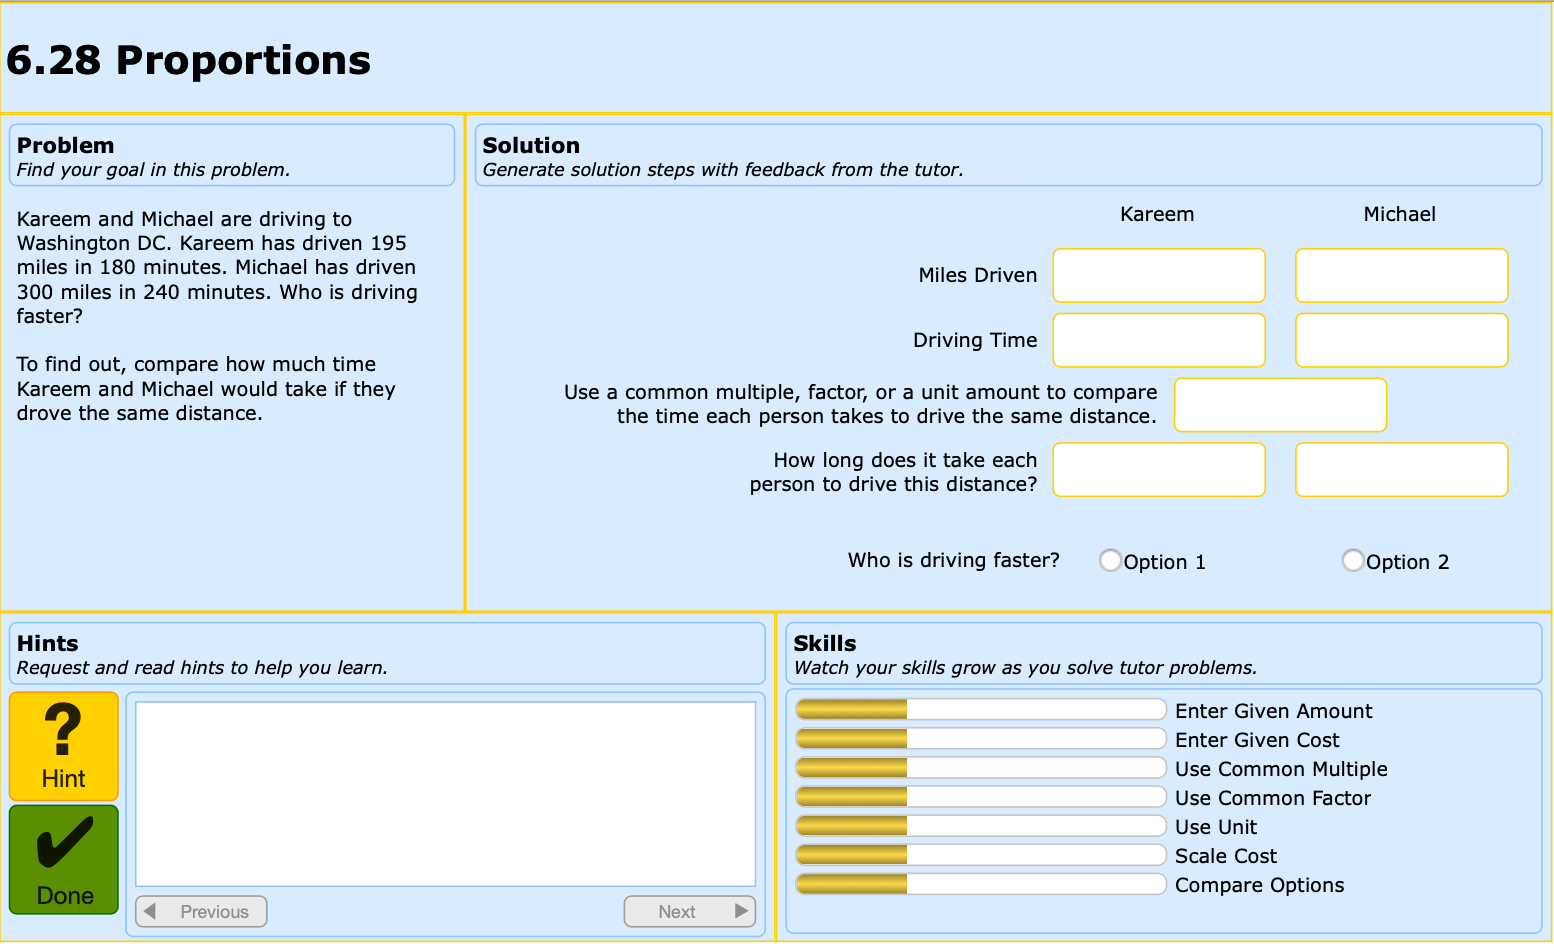 6.28 Proportions
Problem
Find your goal in this problem.
Kareem and Michael are driving to
Washington DC. Kareem has driven 195
miles in 180 minutes. Michael has driven
300 miles in 240 minutes. Who is driving
faster?
To find out, compare how much time
Kareem and Michael would take if they
drove the same distance.
Solution
Generate solution steps with feedback from the tutor.
Kareem Michael
Miles Driven
Driving Time
Use a common multiple, factor, or a unit amount to compare
the time each person takes to drive the same distance.
How long does it take each
person to drive this distance?
Who is driving faster? Option 1 Option 2
Hints
Request and read hints to help you learn.
?
Hint
Done
Previous Next
Skills
Watch your skills grow as you solve tutor problems.
Enter Given Amount
Enter Given Cost
Use Common Multiple
Use Common Factor
Use Unit
Scale Cost
Compare Options